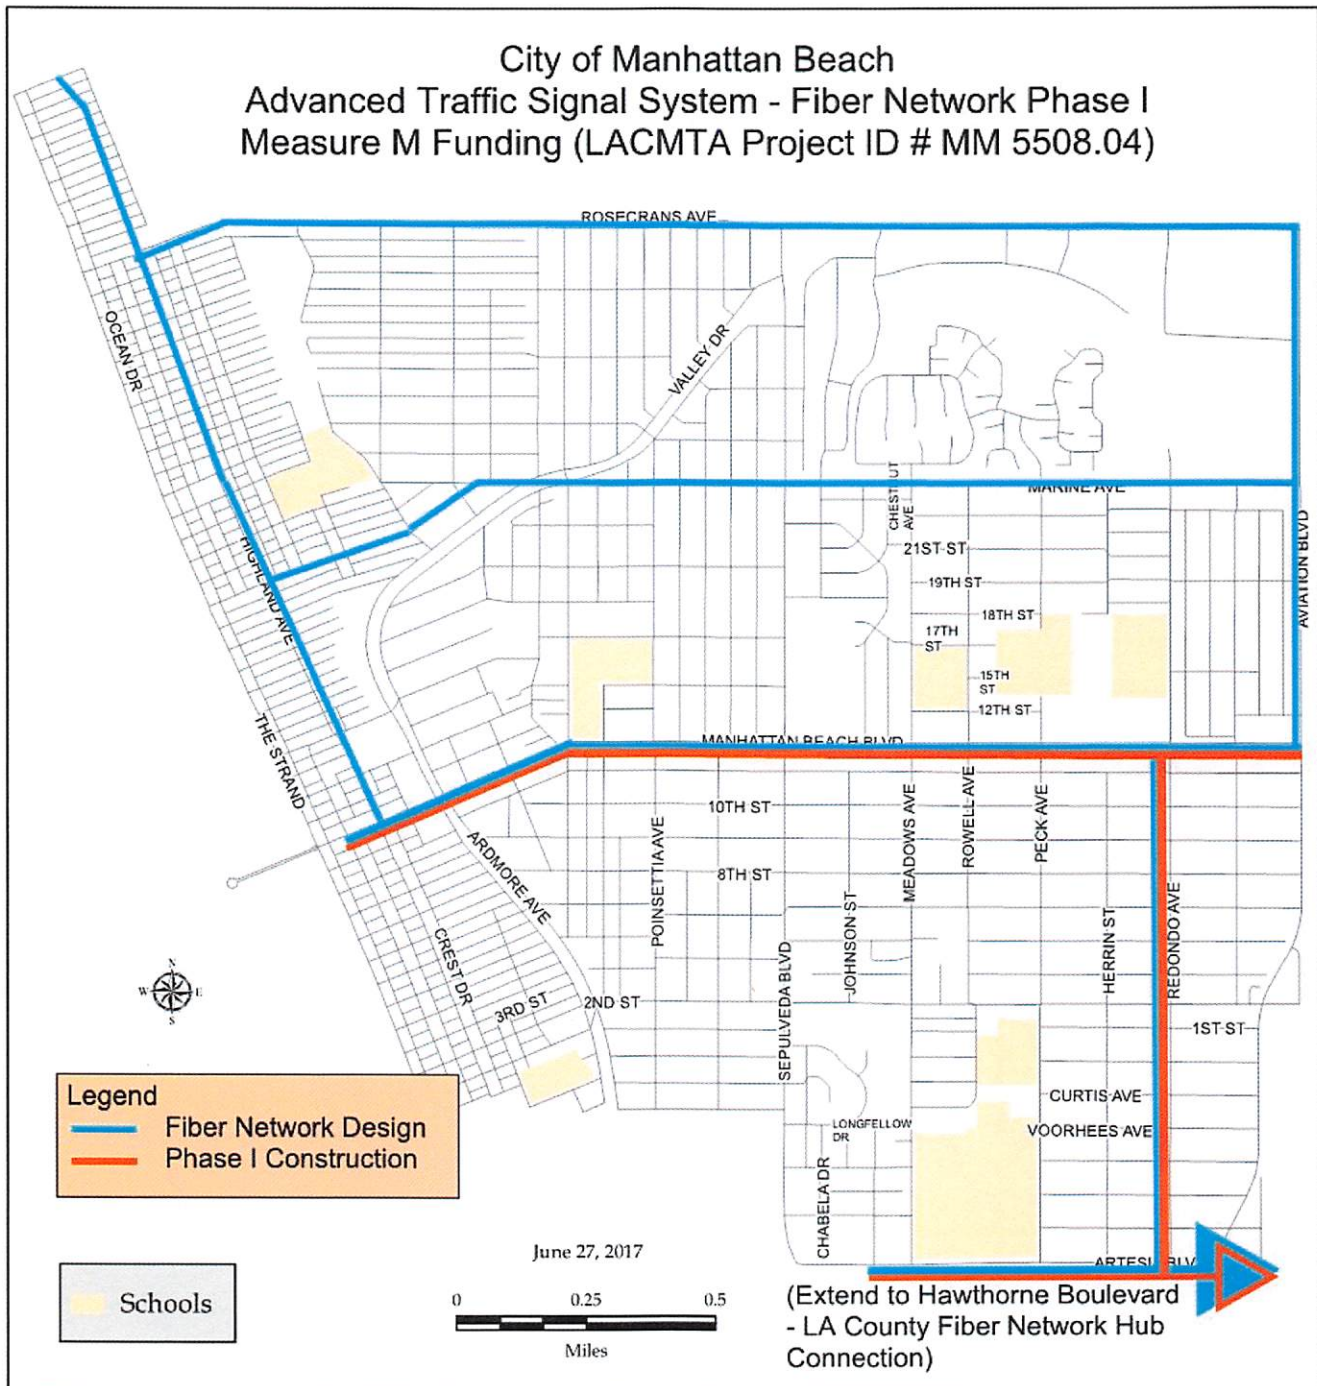 City of Manhattan Beach
Advanced Traffic Signal System - Fiber Network Phase I
Measure M Funding (LACMTA Project ID # MM 5508.04)
ROSECRANS AVE
OCEAN DR
VALLEY DR
MARINE AVE
CHESTNUT
AVE
AVIATION BLVD
21ST ST
19TH ST
18TH ST
17TH
ST
15TH
ST
12TH ST
HIGHLAND AVE
THE STRAND
MANHATTAN BEACH BLVD
10TH ST
8TH ST
ARDMORE AVE
POINSETTIA AVE
MEADOWS AVE
ROWELL AVE
PECK AVE
JOHNSON ST
HERRIN ST
REDONDO AVE
CREST DR
SEPULVEDA BLVD
3RD ST
2ND ST
1ST ST
N
W
E
S
CURTIS AVE
LONGFELLOW
DR
VOORHEES AVE
CHABELA DR
Legend
Fiber Network Design
Phase I Construction
ARTESIA BLV
June 27, 2017
Schools
0 0.25 0.5
Miles
(Extend to Hawthorne Boulevard
- LA County Fiber Network Hub
Connection)